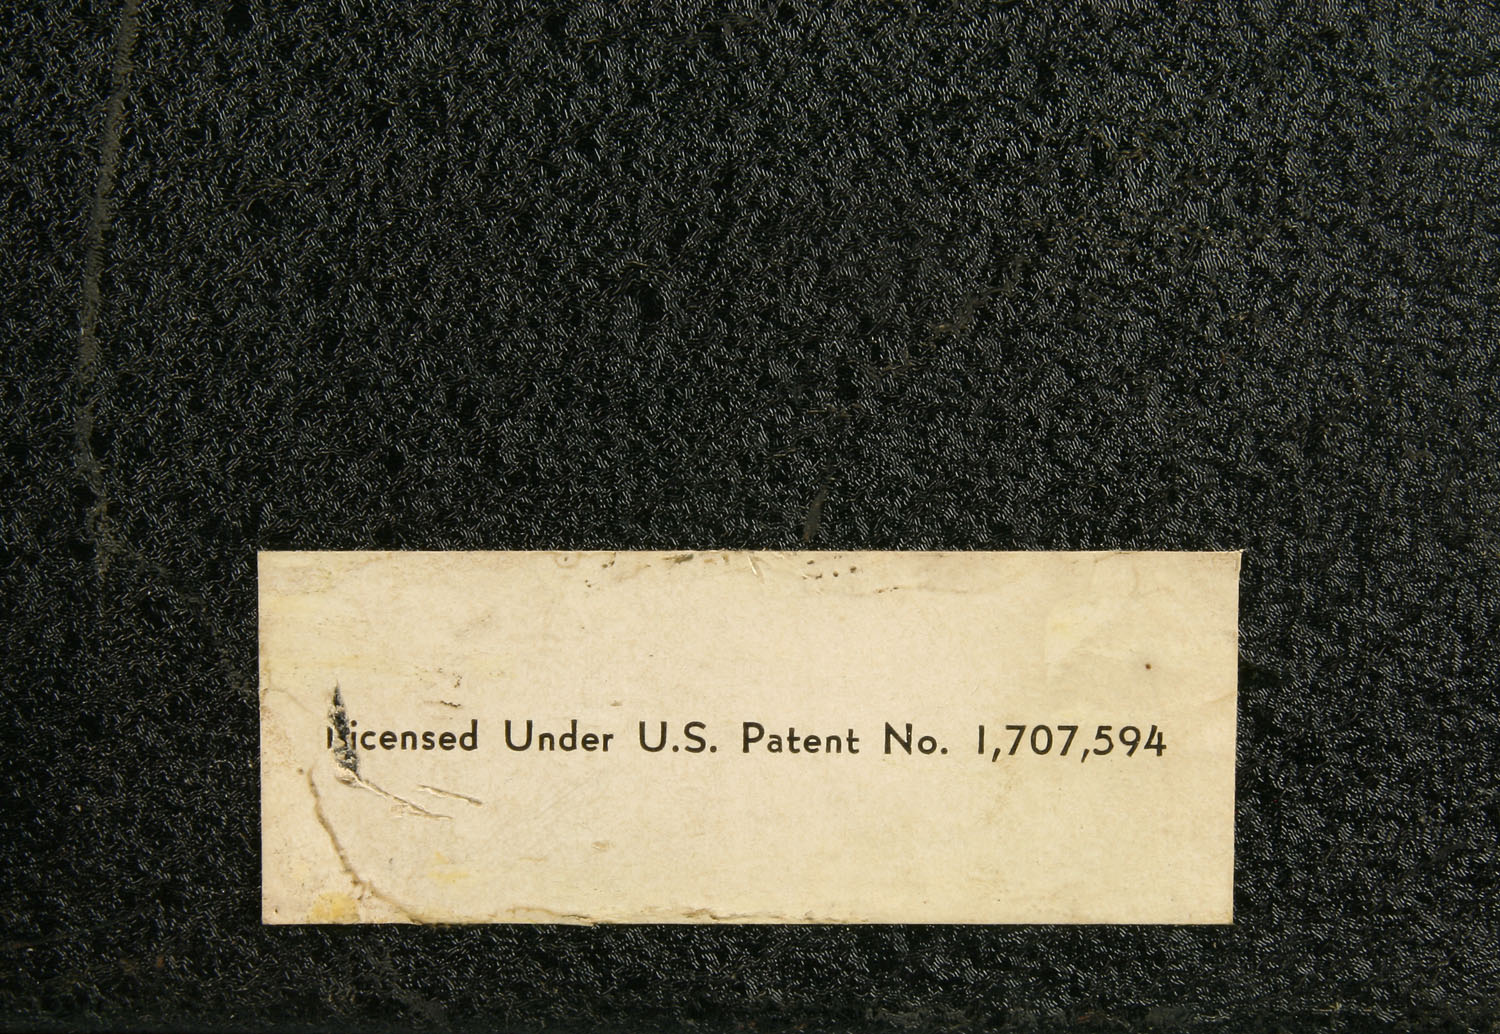 Licensed Under U.S. Patent No. 1,707,594